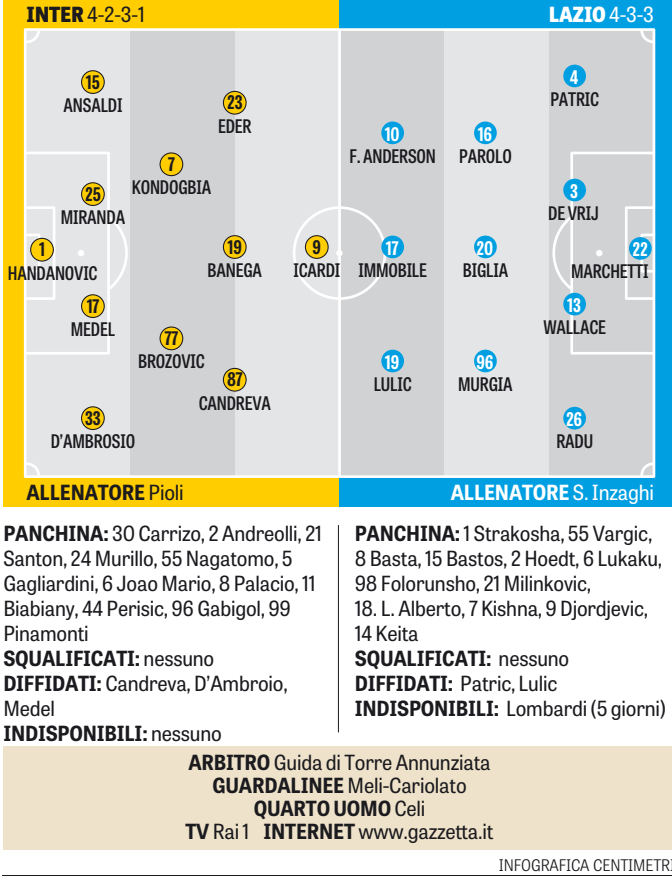 INTER 4-2-3-1
LAZIO 4-3-3
15
ANSALDI
23
EDER
7
KONDOGBIA
25
MIRANDA
1
HANDANOVIC
19
BANEGA
9
ICARDI
17
MEDEL
77
BROZOVIC
87
CANDREVA
33
D'AMBROSIO
4
PATRIC
10
F. ANDERSON
16
PAROLO
3
DE VRIJ
17
IMMOBILE
20
BIGLIA
22
MARCHETTI
13
WALLACE
19
LULIC
96
MURGIA
26
RADU
ALLENATORE Pioli
ALLENATORE S. Inzaghi
PANCHINA: 30 Carrizo, 2 Andreolli, 21
Santon, 24 Murillo, 55 Nagatomo, 5
Gagliardini, 6 Joao Mario, 8 Palacio, 11
Biabiany, 44 Perisic, 96 Gabigol, 99
Pinamonti
SQUALIFICATI: nessuno
DIFFIDATI: Candreva, D'Ambroio,
Medel
INDISPONIBILI: nessuno
PANCHINA: 1 Strakosha, 55 Vargic,
8 Basta, 15 Bastos, 2 Hoedt, 6 Lukaku,
98 Folorunsho, 21 Milinkovic,
18. L. Alberto, 7 Kishna, 9 Djordjevic,
14 Keita
SQUALIFICATI: nessuno
DIFFIDATI: Patric, Lulic
INDISPONIBILI: Lombardi (5 giorni)
ARBITRO Guida di Torre Annunziata
GUARDALINEE Meli-Cariolato
QUARTO UOMO Celi
TV Rai 1 INTERNET www.gazzetta.it
INFOGRAFICA CENTIMETRI